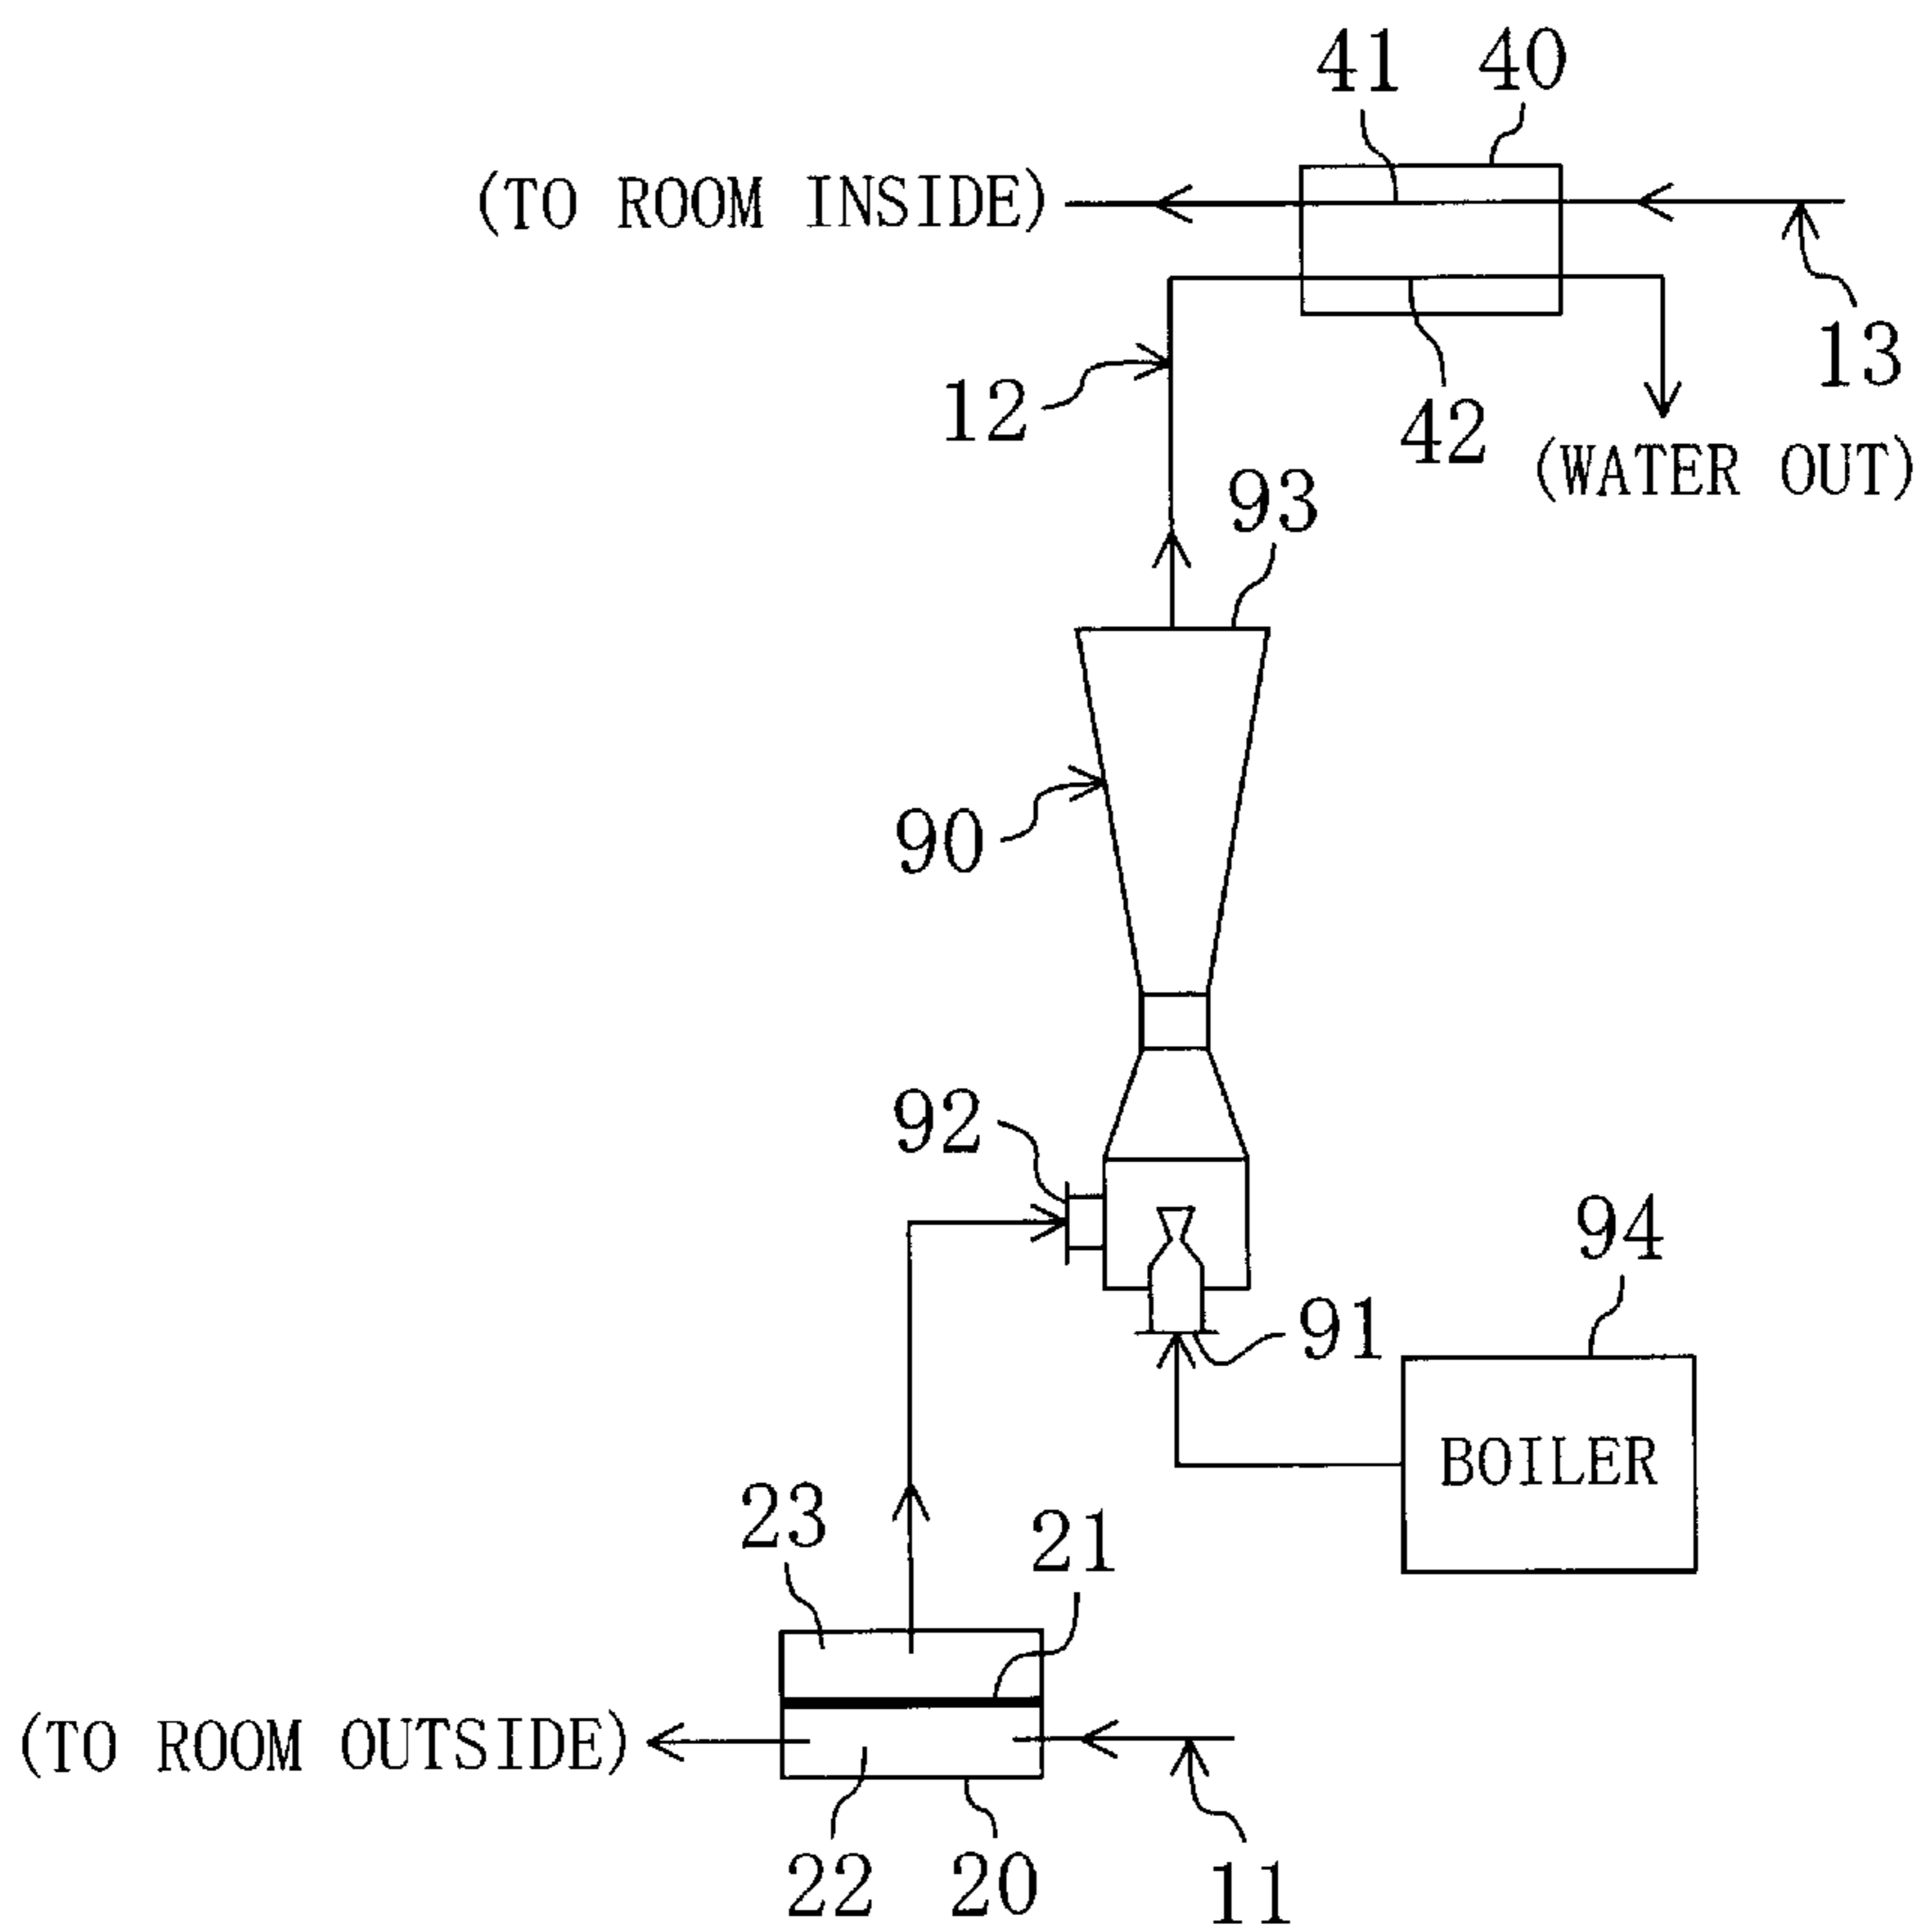 41 40
(TO ROOM INSIDE)
13
12
42
(WATER OUT)
93
90
92
94
91
BOILER
23
21
(TO ROOM OUTSIDE)
22 20 11